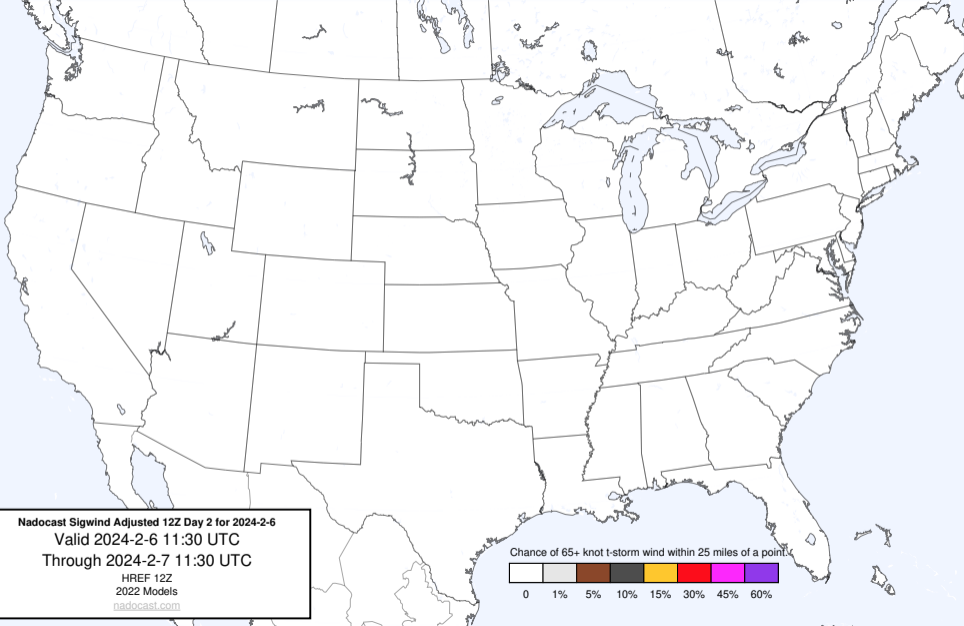 Nadocast Sigwind Adjusted 12Z Day 2 for 2024-2-6
Valid 2024-2-6 11:30 UTC
Through 2024-2-7 11:30 UTC
HREF 12Z
2022 Models
nadocast.com
Chance of 65+ knot t-storm wind within 25 miles of a point.
0 1% 5% 10% 15% 30% 45% 60%